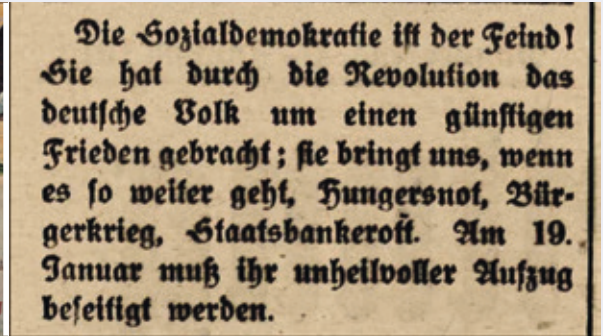 Die Sozialdemokratie ist der Feind!
Sie hat durch die Revolution das
deutsche Volk um einen günstigen
Frieden gebracht; sie bringt uns, wenn
es so weiter geht, Hungersnot, Bür-
gerkrieg, Staatsbankerott. Am 19.
Januar muß ihr unheilvoller Aufzug
beseitigt werden.